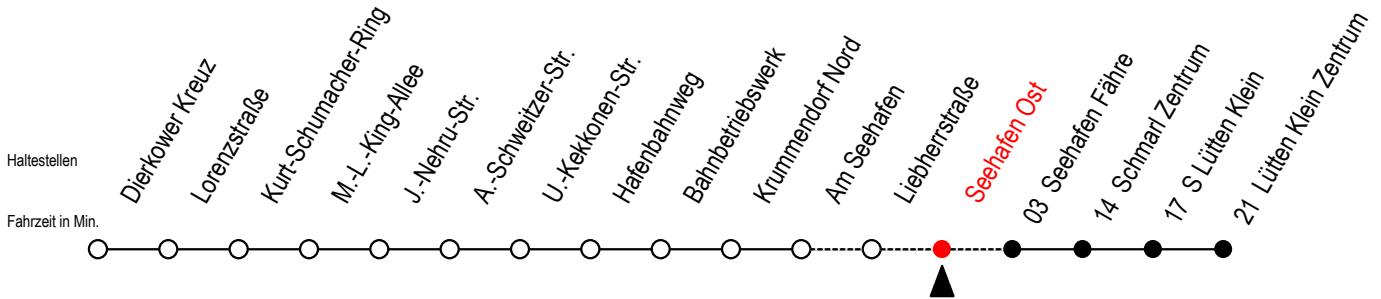 Haltestellen
Fahrzeit in Min.
Dierkower Kreuz
Lorenzstraße
Kurt-Schumacher-Ring
M.-L.-King-Allee
J.-Nehru-Str.
A.-Schweitzer-Str.
U.-Kekkonen-Str.
Hafenbahnweg
Bahnbetriebswerk
Krummendorf Nord
Am Seehafen
Liebherrstraße
Seehafen Ost
03 Seehafen Fähre
14 Schmarl Zentrum
17 S Lütten Klein
21 Lütten Klein Zentrum